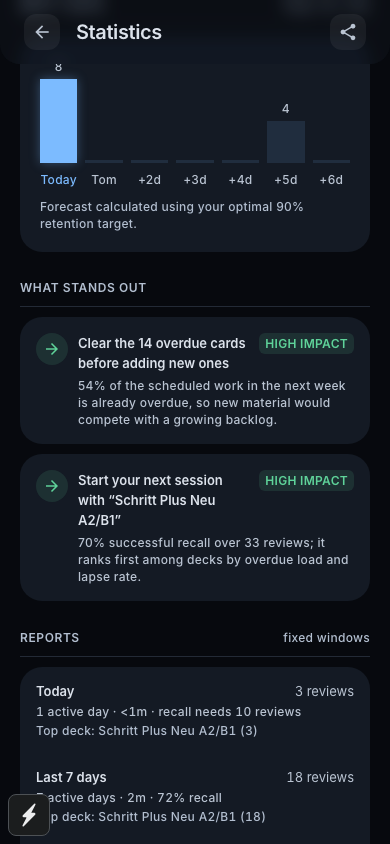 Statistics
8
4
Today Tom +2d +3d +4d +5d +6d
Forecast calculated using your optimal 90%
retention target.
WHAT STANDS OUT
Clear the 14 overdue cards HIGH IMPACT
before adding new ones
54% of the scheduled work in the next week
is already overdue, so new material would
compete with a growing backlog.
Start your next session HIGH IMPACT
with “Schritt Plus Neu
A2/B1”
70% successful recall over 33 reviews; it
ranks first among decks by overdue load and
lapse rate.
REPORTS fixed windows
Today 3 reviews
1 active day · <1m · recall needs 10 reviews
Top deck: Schritt Plus Neu A2/B1 (3)
Last 7 days 18 reviews
active days · 2m · 72% recall
deck: Schritt Plus Neu A2/B1 (18)